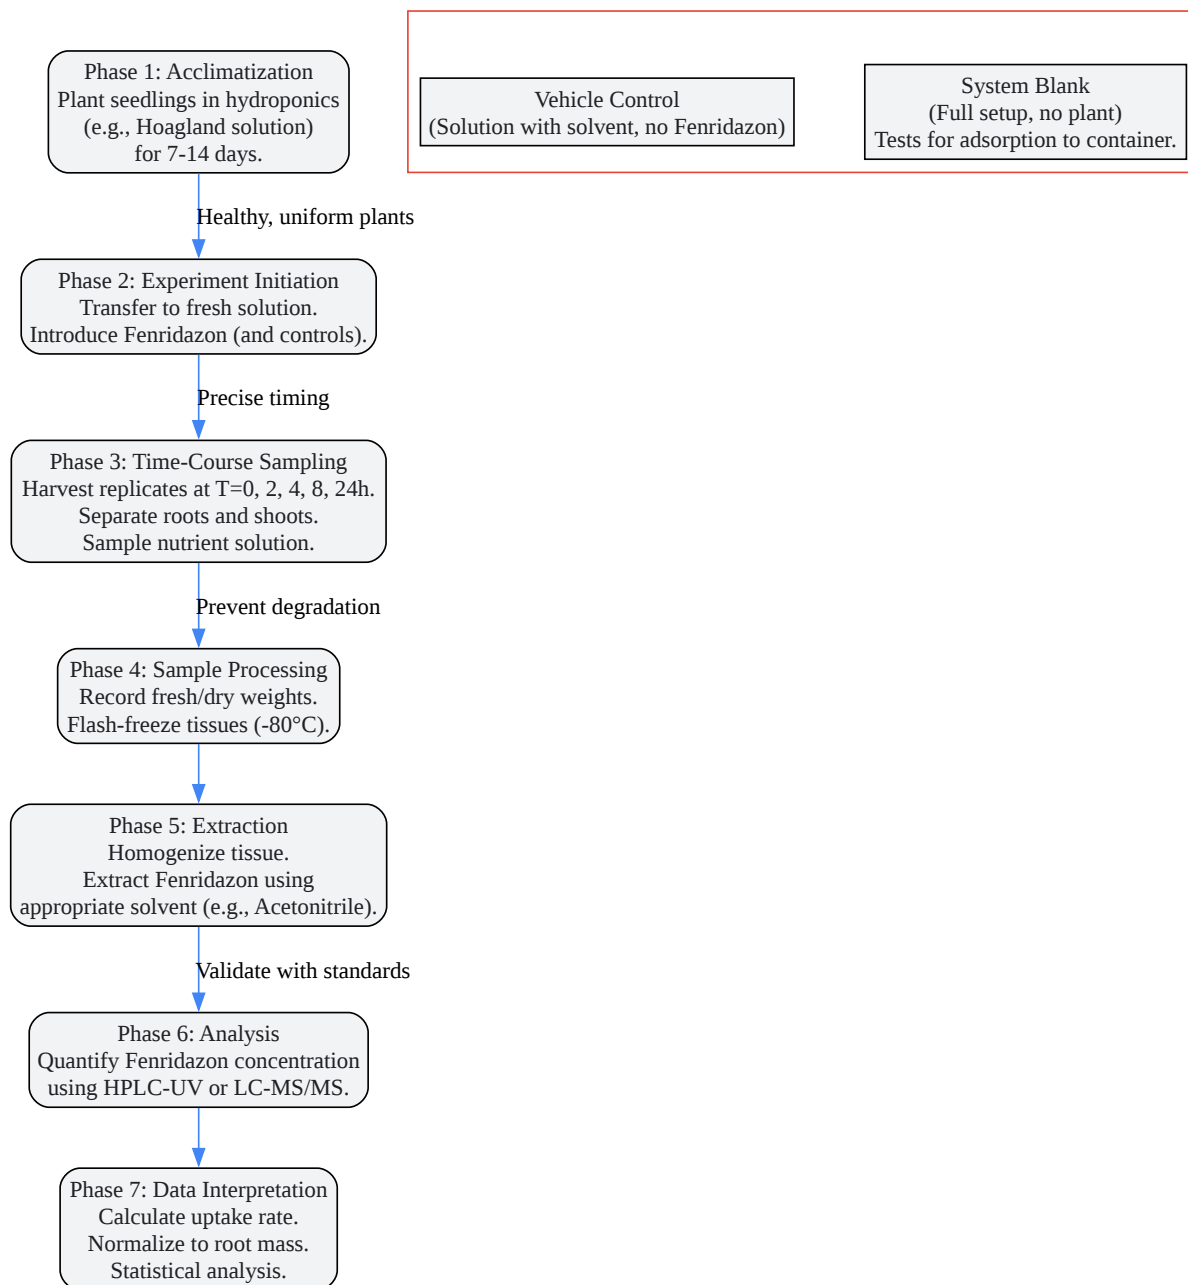 Phase 1: Acclimatization
Plant seedlings in hydroponics
(e.g., Hoagland solution)
for 7-14 days.
Vehicle Control
(Solution with solvent, no Fenridazon)
System Blank
(Full setup, no plant)
Tests for adsorption to container.
Healthy, uniform plants
Phase 2: Experiment Initiation
Transfer to fresh solution.
Introduce Fenridazon (and controls).
Precise timing
Phase 3: Time-Course Sampling
Harvest replicates at T=0, 2, 4, 8, 24h.
Separate roots and shoots.
Sample nutrient solution.
Prevent degradation
Phase 4: Sample Processing
Record fresh/dry weights.
Flash-freeze tissues (-80°C).
Phase 5: Extraction
Homogenize tissue.
Extract Fenridazon using
appropriate solvent (e.g., Acetonitrile).
Validate with standards
Phase 6: Analysis
Quantify Fenridazon concentration
using HPLC-UV or LC-MS/MS.
Phase 7: Data Interpretation
Calculate uptake rate.
Normalize to root mass.
Statistical analysis.